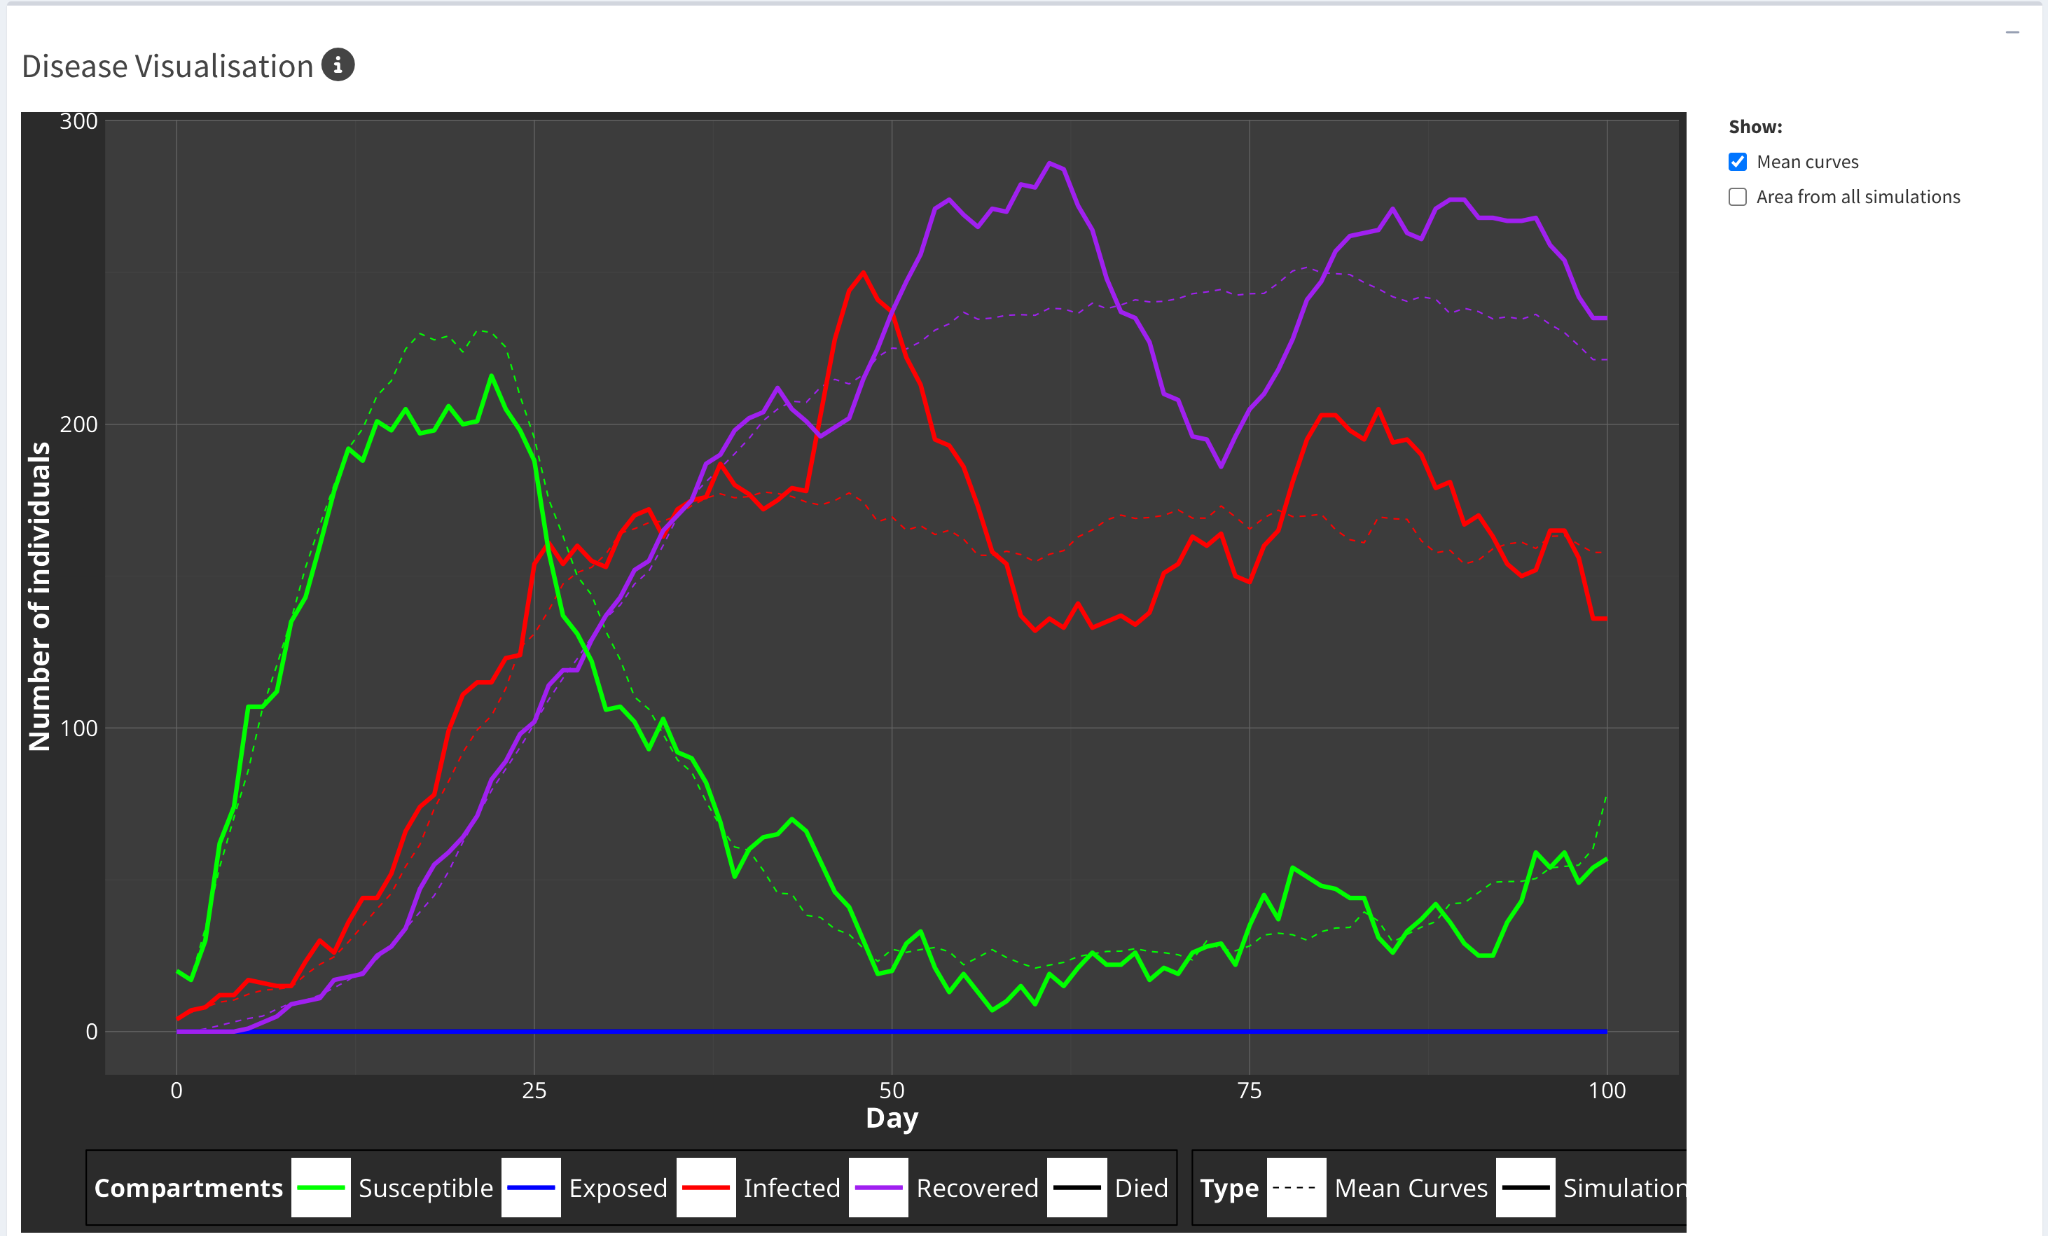 Disease Visualisation
Show:
Mean curves
Area from all simulations
300
200
100
0
Number of individuals
0 25 50 75 100
Day
Compartments Susceptible Exposed Infected Recovered Died Type Mean Curves Simulation